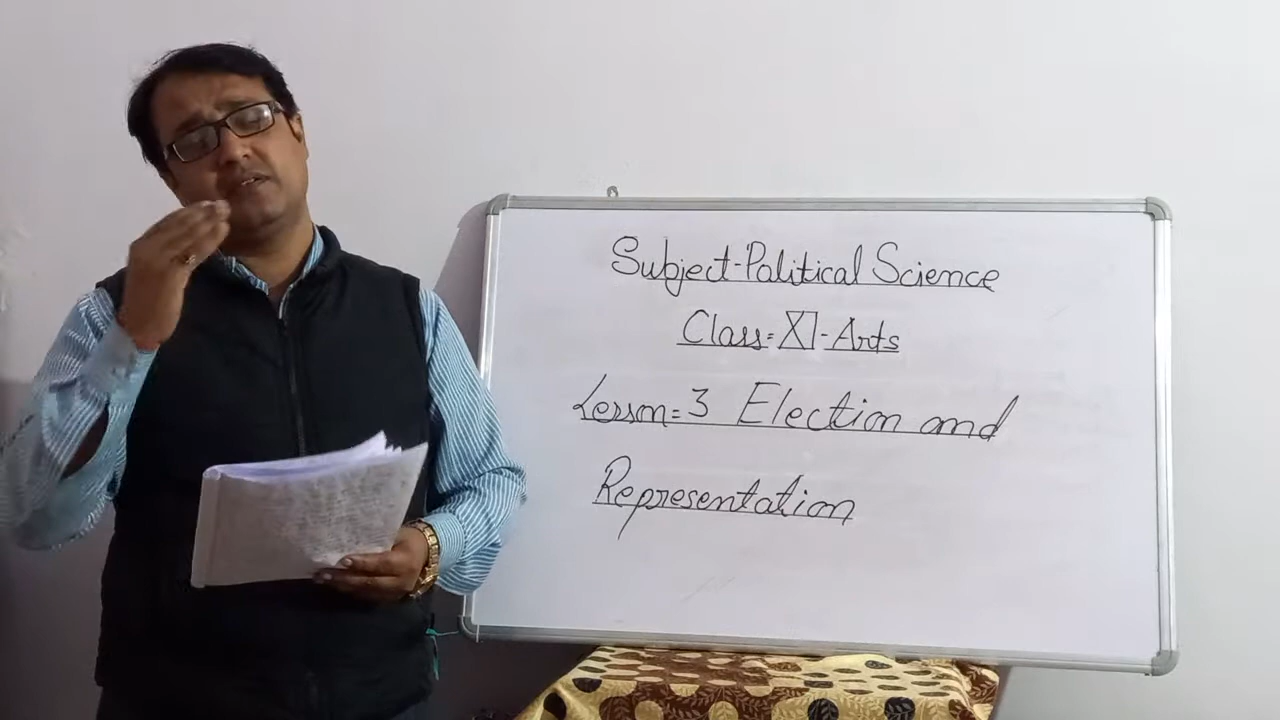 Subject-Political Science
Class= XI-Arts
Lesson=3 Election and
Representation